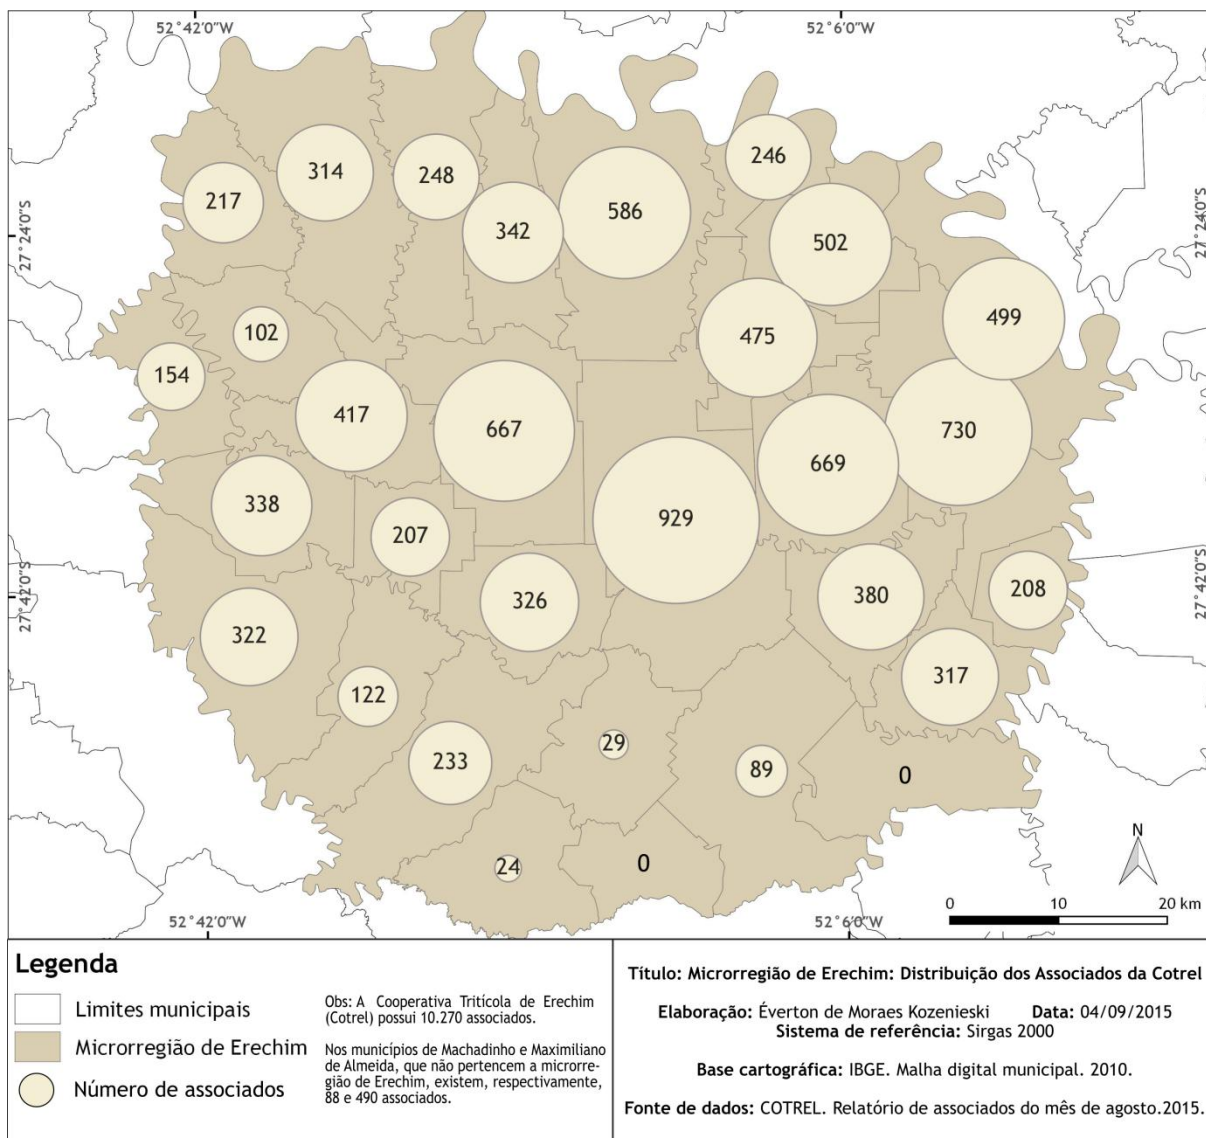 52°42'0"W
52°6'0"W
246
314
248
217
586
342
502
27°24'0"S
27°24'0"S
499
102
475
154
417
667
730
669
338
929
207
208
380
326
27°42'0"S
27°42'0"S
322
317
122
29
233
89
0
N
24
0
0 10 20 km
52°42'0"W
52°6'0"W
Legenda
Limites municipais
Microrregião de Erechim
Número de associados
Obs: A Cooperativa Tritícola de Erechim
(Cotrel) possui 10.270 associados.
Nos municípios de Machadinho e Maximiliano
de Almeida, que não pertencem a microrre-
gião de Erechim, existem, respectivamente,
88 e 490 associados.
Título: Microrregião de Erechim: Distribuição dos Associados da Cotrel
Elaboração: Éverton de Moraes Kozenieski Data: 04/09/2015
Sistema de referência: Sirgas 2000
Base cartográfica: IBGE. Malha digital municipal. 2010.
Fonte de dados: COTREL. Relatório de associados do mês de agosto.2015.